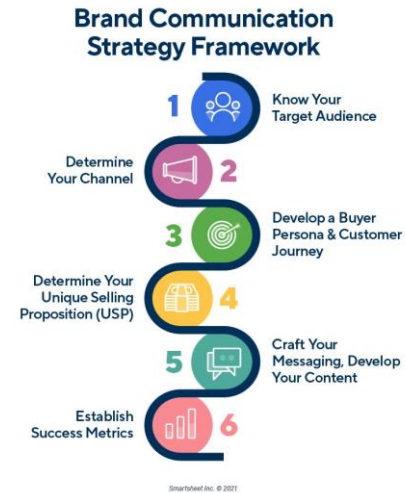 Brand Communication
Strategy Framework
1
Know Your
Target Audience
Determine
Your Channel
2
3
Develop a Buyer
Persona & Customer
Journey
Determine Your
Unique Selling
Proposition (USP)
4
5
Craft Your
Messaging, Develop
Your Content
Establish
Success Metrics
6
Smartsheet Inc. © 2021